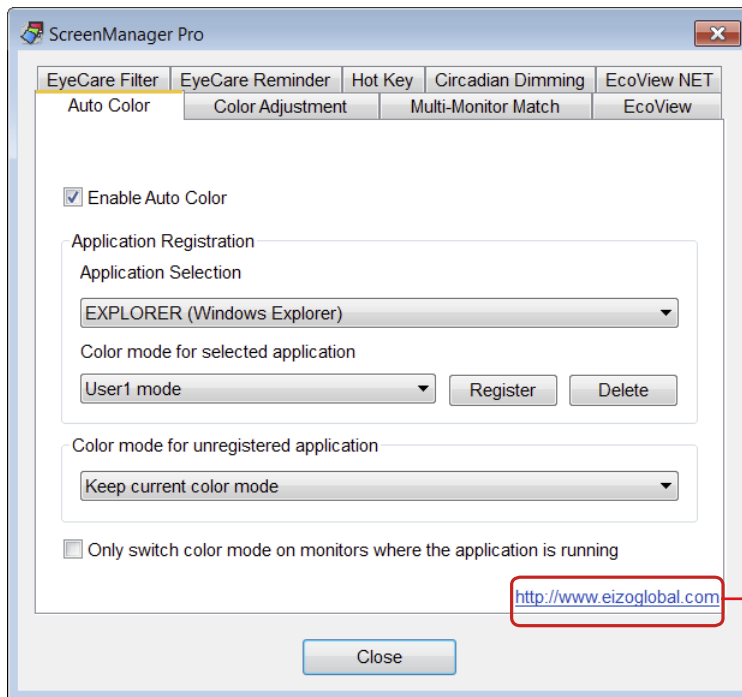 ScreenManager Pro
EyeCare Filter EyeCare Reminder Hot Key Circadian Dimming EcoView NET
Auto Color Color Adjustment Multi-Monitor Match EcoView
Enable Auto Color
Application Registration
Application Selection
EXPLORER (Windows Explorer)
Color mode for selected application
User1 mode Register Delete
Color mode for unregistered application
Keep current color mode
Only switch color mode on monitors where the application is running
http://www.eizoglobal.com
Close